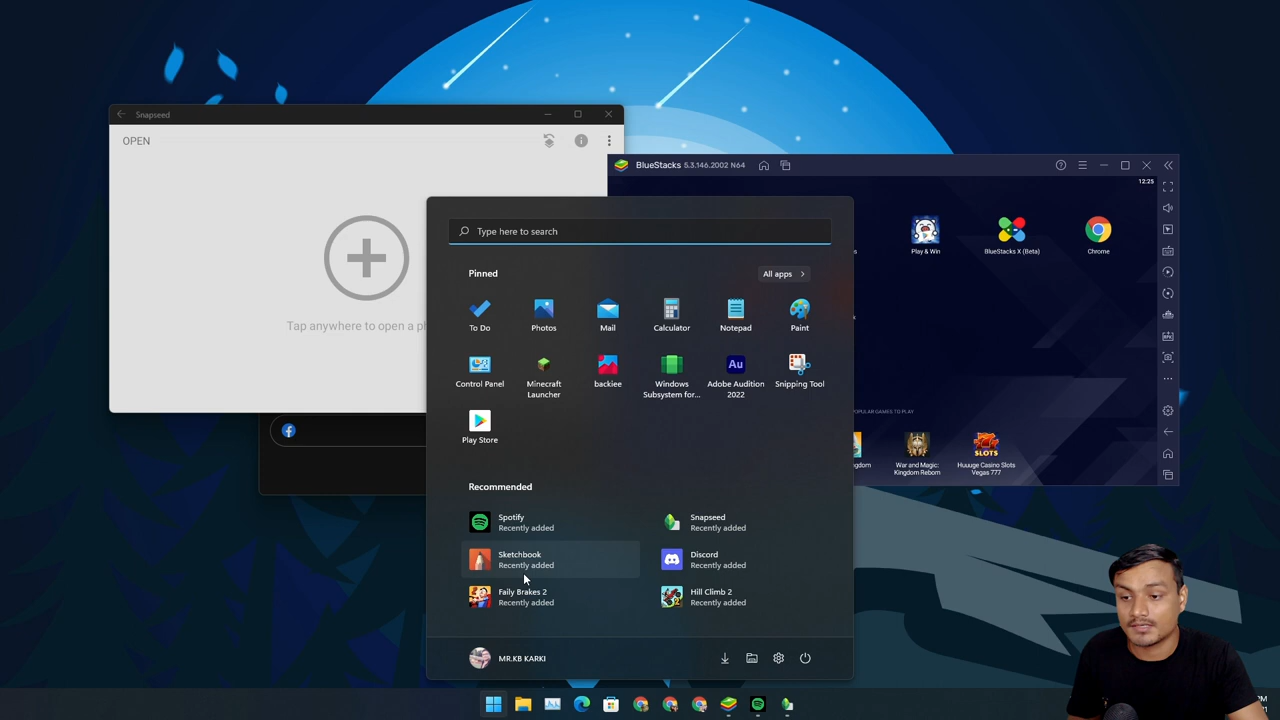 Snapseed
OPEN
Tap anywhere to open a ph
BlueStacks 5.3.146.2002 N64
12:25
Play & Win
BlueStacks X (Beta)
Chrome
POPULAR GAMES TO PLAY
War and Magic:
Kingdom Reborn
Huuuge Casino Slots
Vegas 777
Type here to search
Pinned
All apps
To Do
Photos
Mail
Calculator
Notepad
Paint
Control Panel
Minecraft
Launcher
backiee
Windows
Subsystem for...
Au
Adobe Audition
2022
Snipping Tool
Play Store
Recommended
Spotify
Recently added
Snapseed
Recently added
Sketchbook
Recently added
Discord
Recently added
Faily Brakes 2
Recently added
Hill Climb 2
Recently added
MR.KB KARKI